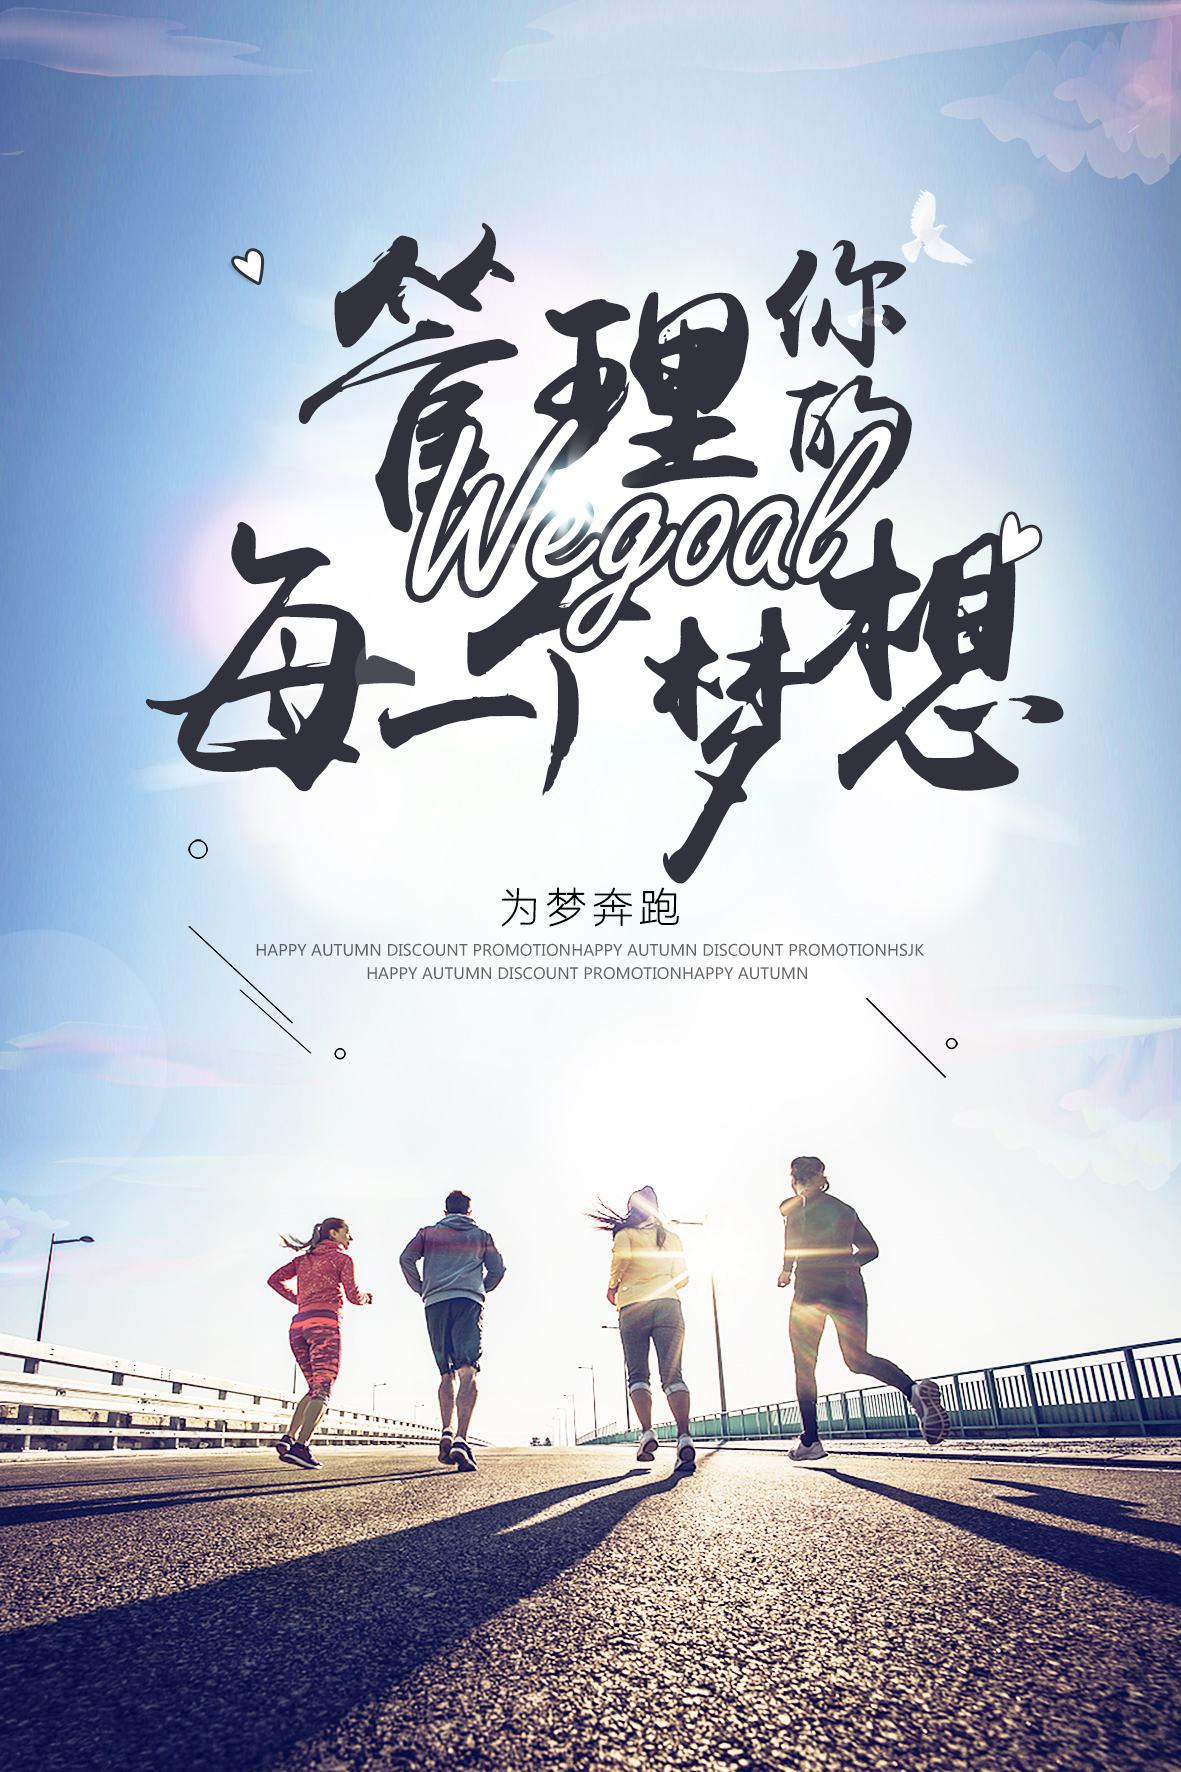 管理你的
Wegoal
每一个梦想
为梦奔跑
HAPPY AUTUMN DISCOUNT PROMOTIONHAPPY AUTUMN DISCOUNT PROMOTIONHSJK
HAPPY AUTUMN DISCOUNT PROMOTIONHAPPY AUTUMN